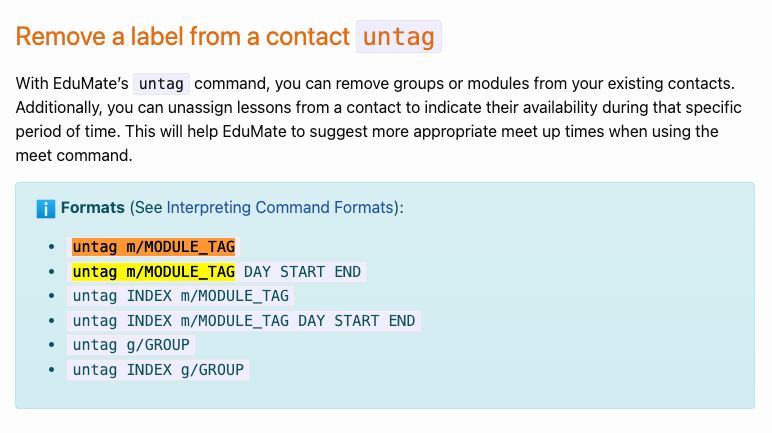 Remove a label from a contact untag
With EduMate’s untag command, you can remove groups or modules from your existing contacts.
Additionally, you can unassign lessons from a contact to indicate their availability during that specific
period of time. This will help EduMate to suggest more appropriate meet up times when using the
meet command.
Formats (See Interpreting Command Formats):
• untag m/MODULE_TAG
• untag m/MODULE_TAG DAY START END
• untag INDEX m/MODULE_TAG
• untag INDEX m/MODULE_TAG DAY START END
• untag g/GROUP
• untag INDEX g/GROUP